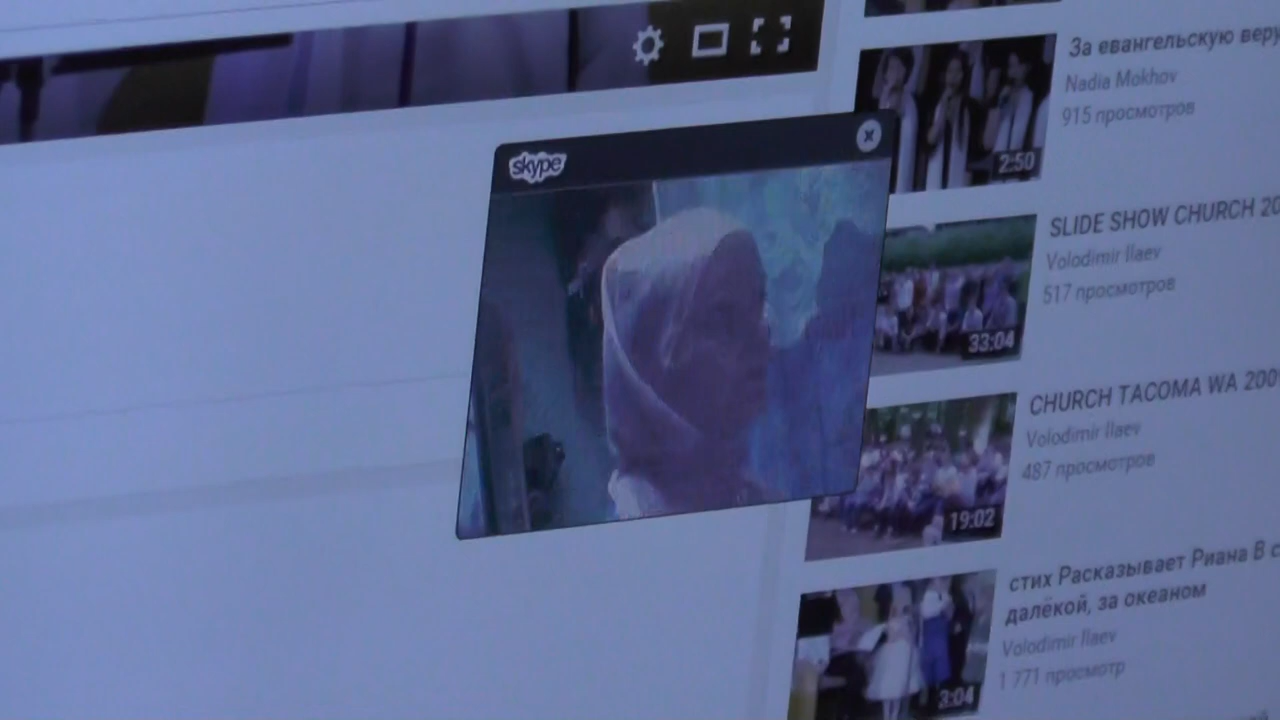 За евангельскую веру
Nadia Mokhov
915 просмотров
2:50
skype
SLIDE SHOW CHURCH 20
Volodimir Ilaev
517 просмотров
33:04
CHURCH TACOMA WA 200
Volodimir Ilaev
487 просмотров
19:02
стих Расказывает Риана В с
далёкой, за океаном
Volodimir Ilaev
1 771 просмотр
3:04